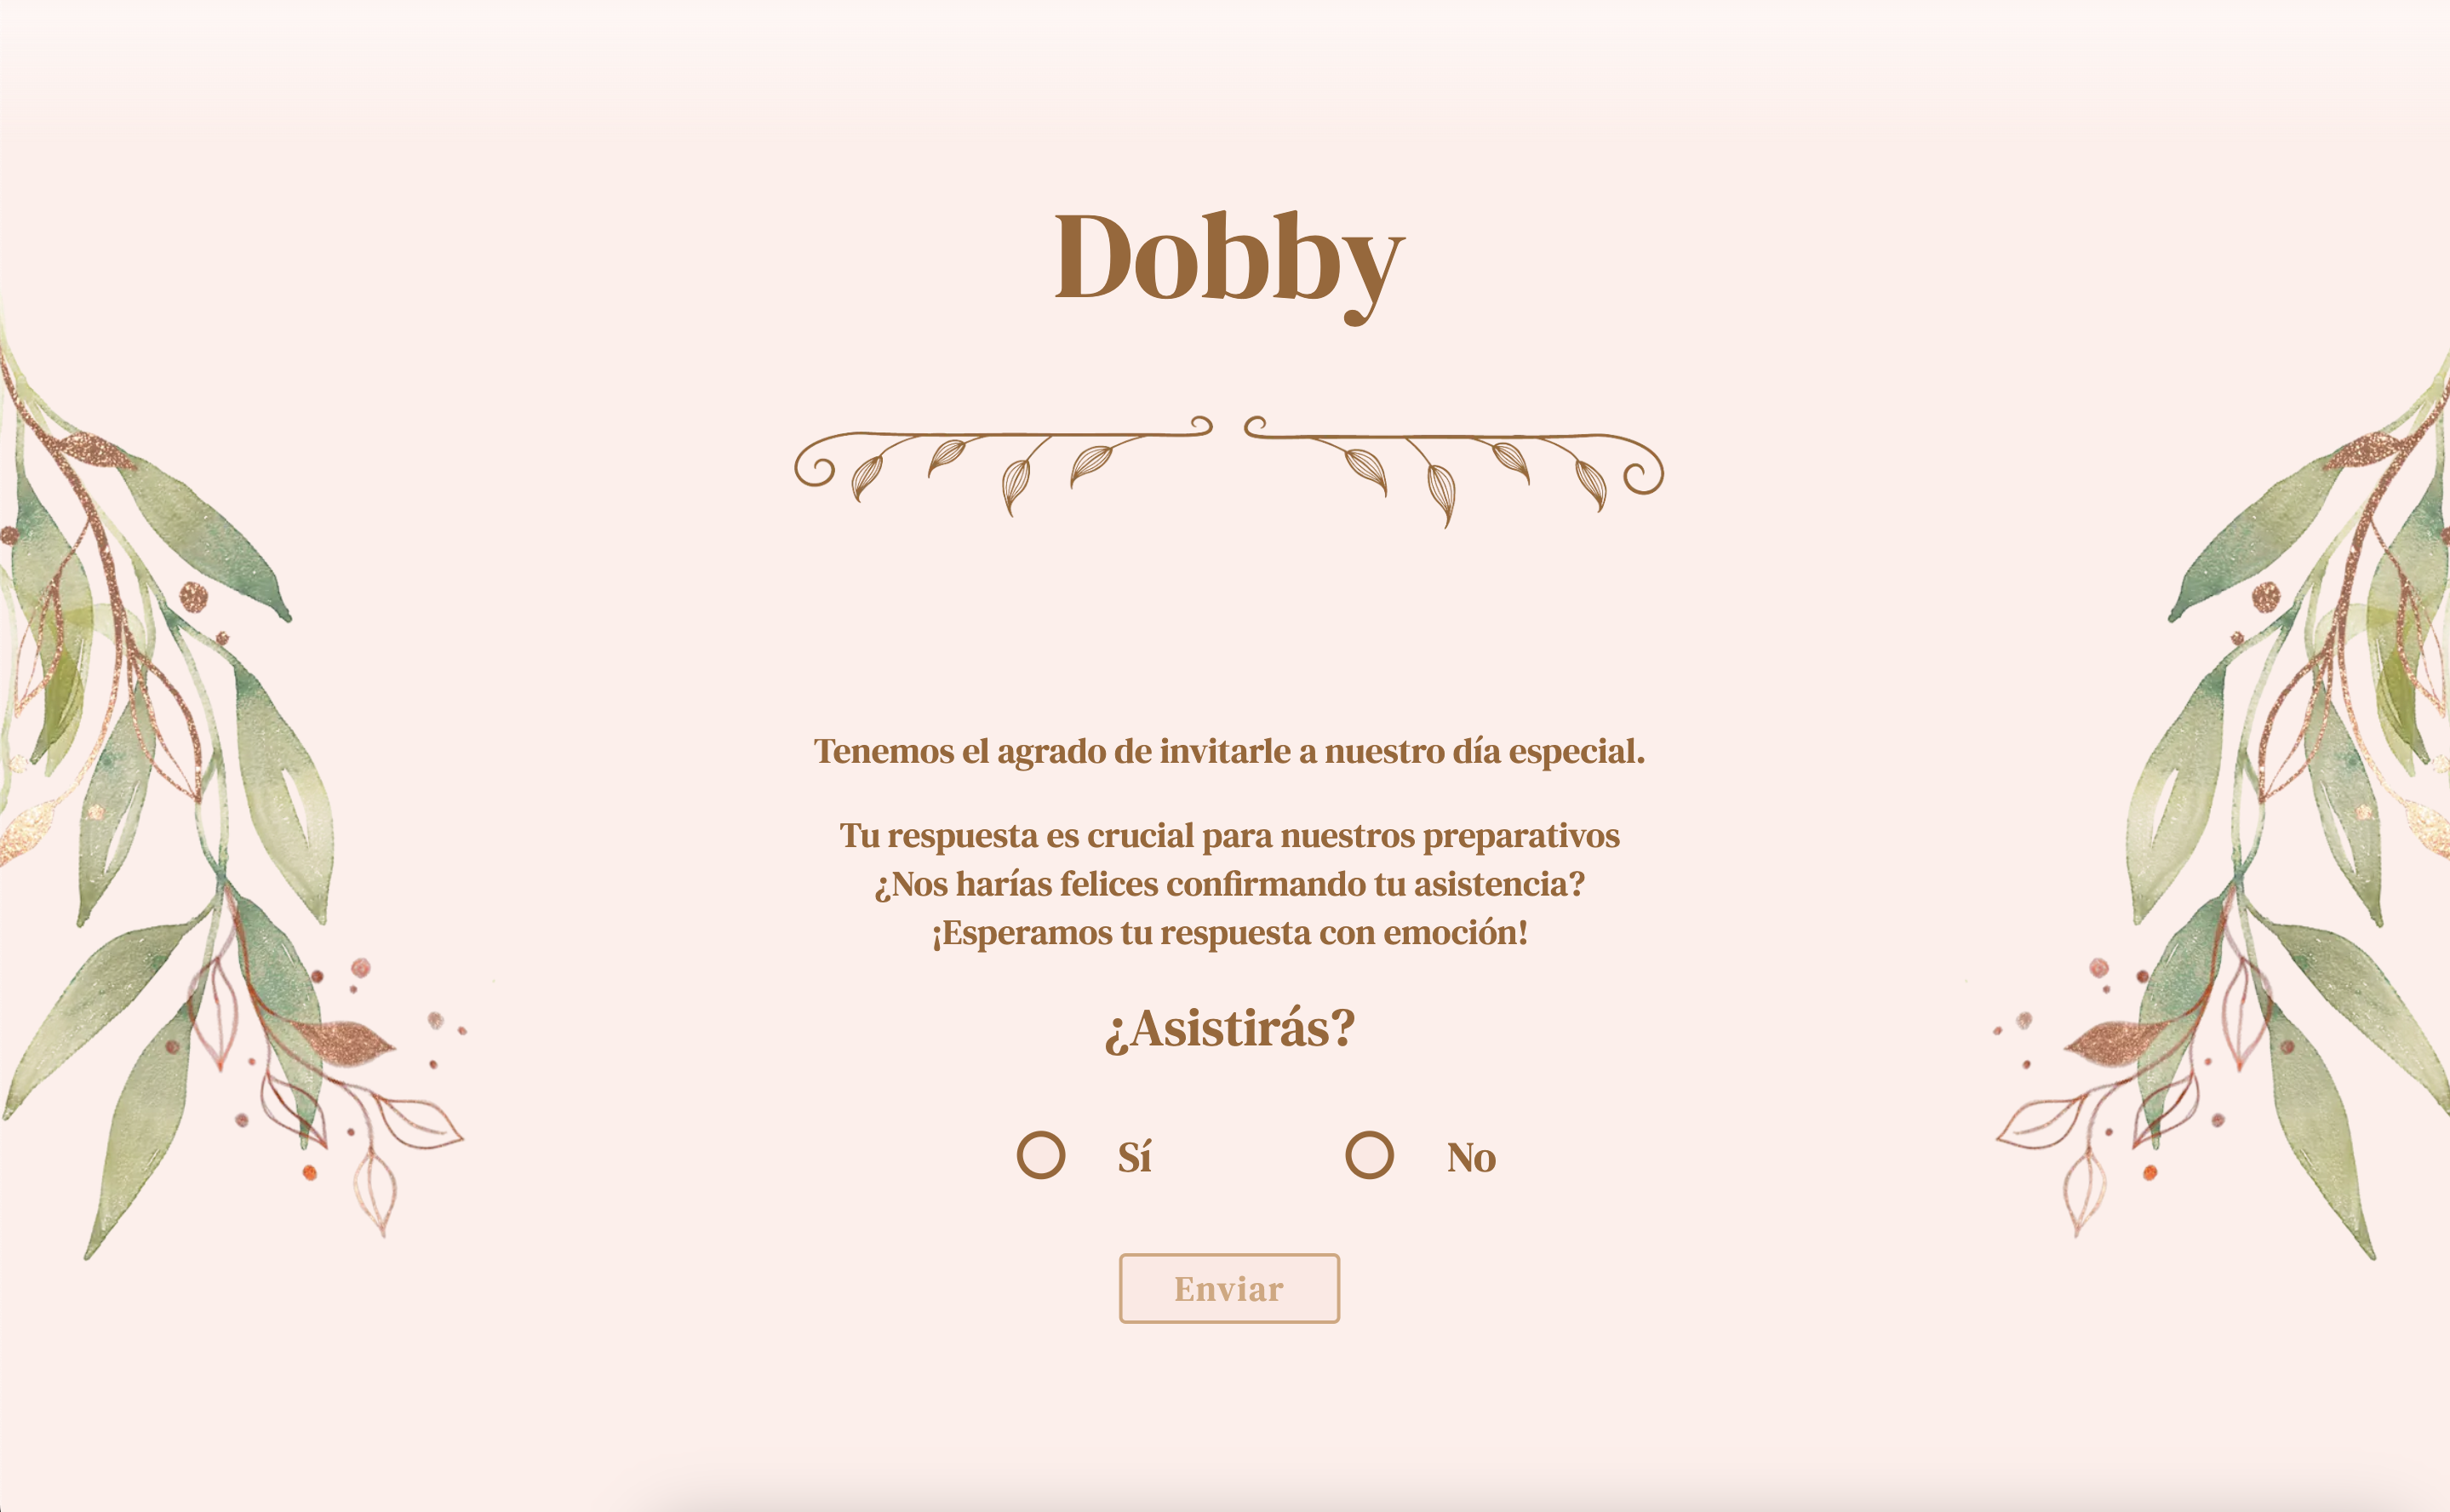 Dobby
Tenemos el agrado de invitarle a nuestro día especial.
Tu respuesta es crucial para nuestros preparativos
¿Nos harías felices confirmando tu asistencia?
¡Esperamos tu respuesta con emoción!
¿Asistirás?
Sí No
Enviar